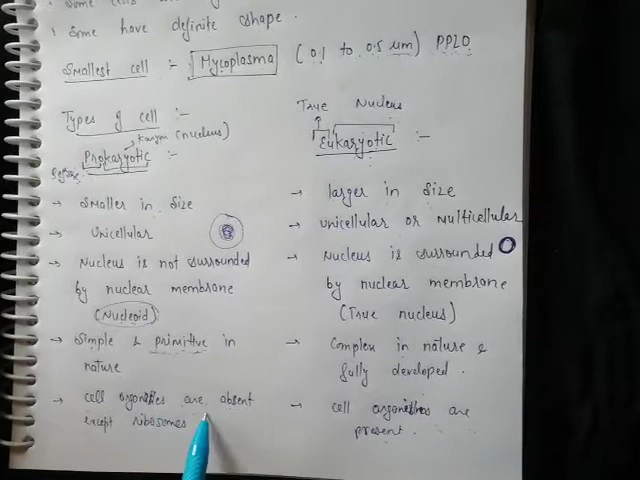 Some have definite shape.
Smallest cell :- Mycoplasma (0.1 to 0.5 um) PPLO
Types of cell :-
Karyon (nucleus)
Prokaryotic :-
Before
→ Smaller in size
→ Unicellular
→ Nucleus is not surrounded
by nuclear membrane
(Nucleoid)
→ Simple & primitive in
nature
→ cell organelles are absent
except ribosomes
True Nucleus
Eukaryotic :-
→ larger in size
→ Unicellular or Multicellular
→ Nucleus is surrounded
by nuclear membrane
(True nucleus)
→ Complex in nature &
fully developed.
→ cell organelles are
present.